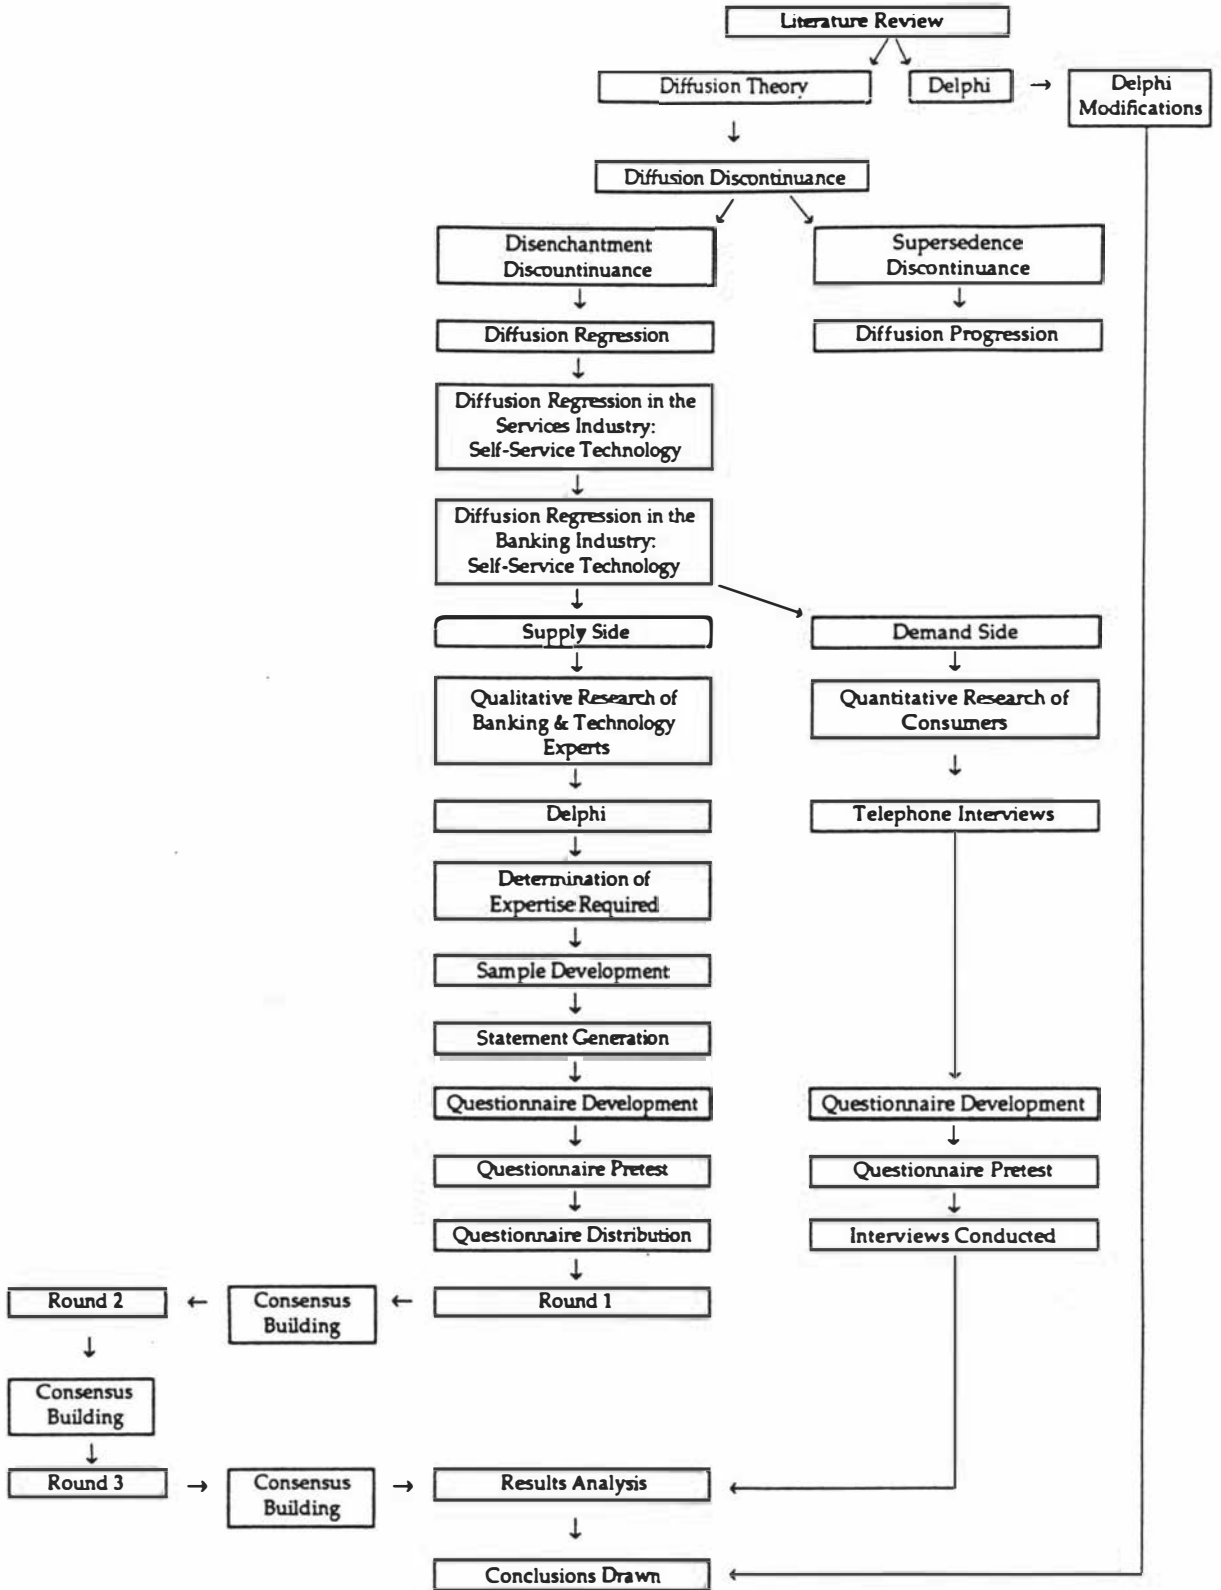 Literature Review
Diffusion Theory
Delphi
→
Delphi
Modifications
Diffusion Discontinuance
Disenchantment
Discountinuance
Supersedence
Discontinuance
Diffusion Regression
Diffusion Progression
Diffusion Regression in the
Services Industry:
Self-Service Technology
Diffusion Regression in the
Banking Industry:
Self-Service Technology
Supply Side
Demand Side
Qualitative Research of
Banking & Technology
Experts
Quantitative Research of
Consumers
Delphi
Telephone Interviews
Determination of
Expertise Required
Sample Development
Statement Generation
Questionnaire Development
Questionnaire Development
Questionnaire Pretest
Questionnaire Pretest
Questionnaire Distribution
Interviews Conducted
Round 2
Consensus
Building
Round 1
Consensus
Building
Round 3
Consensus
Building
Results Analysis
Conclusions Drawn